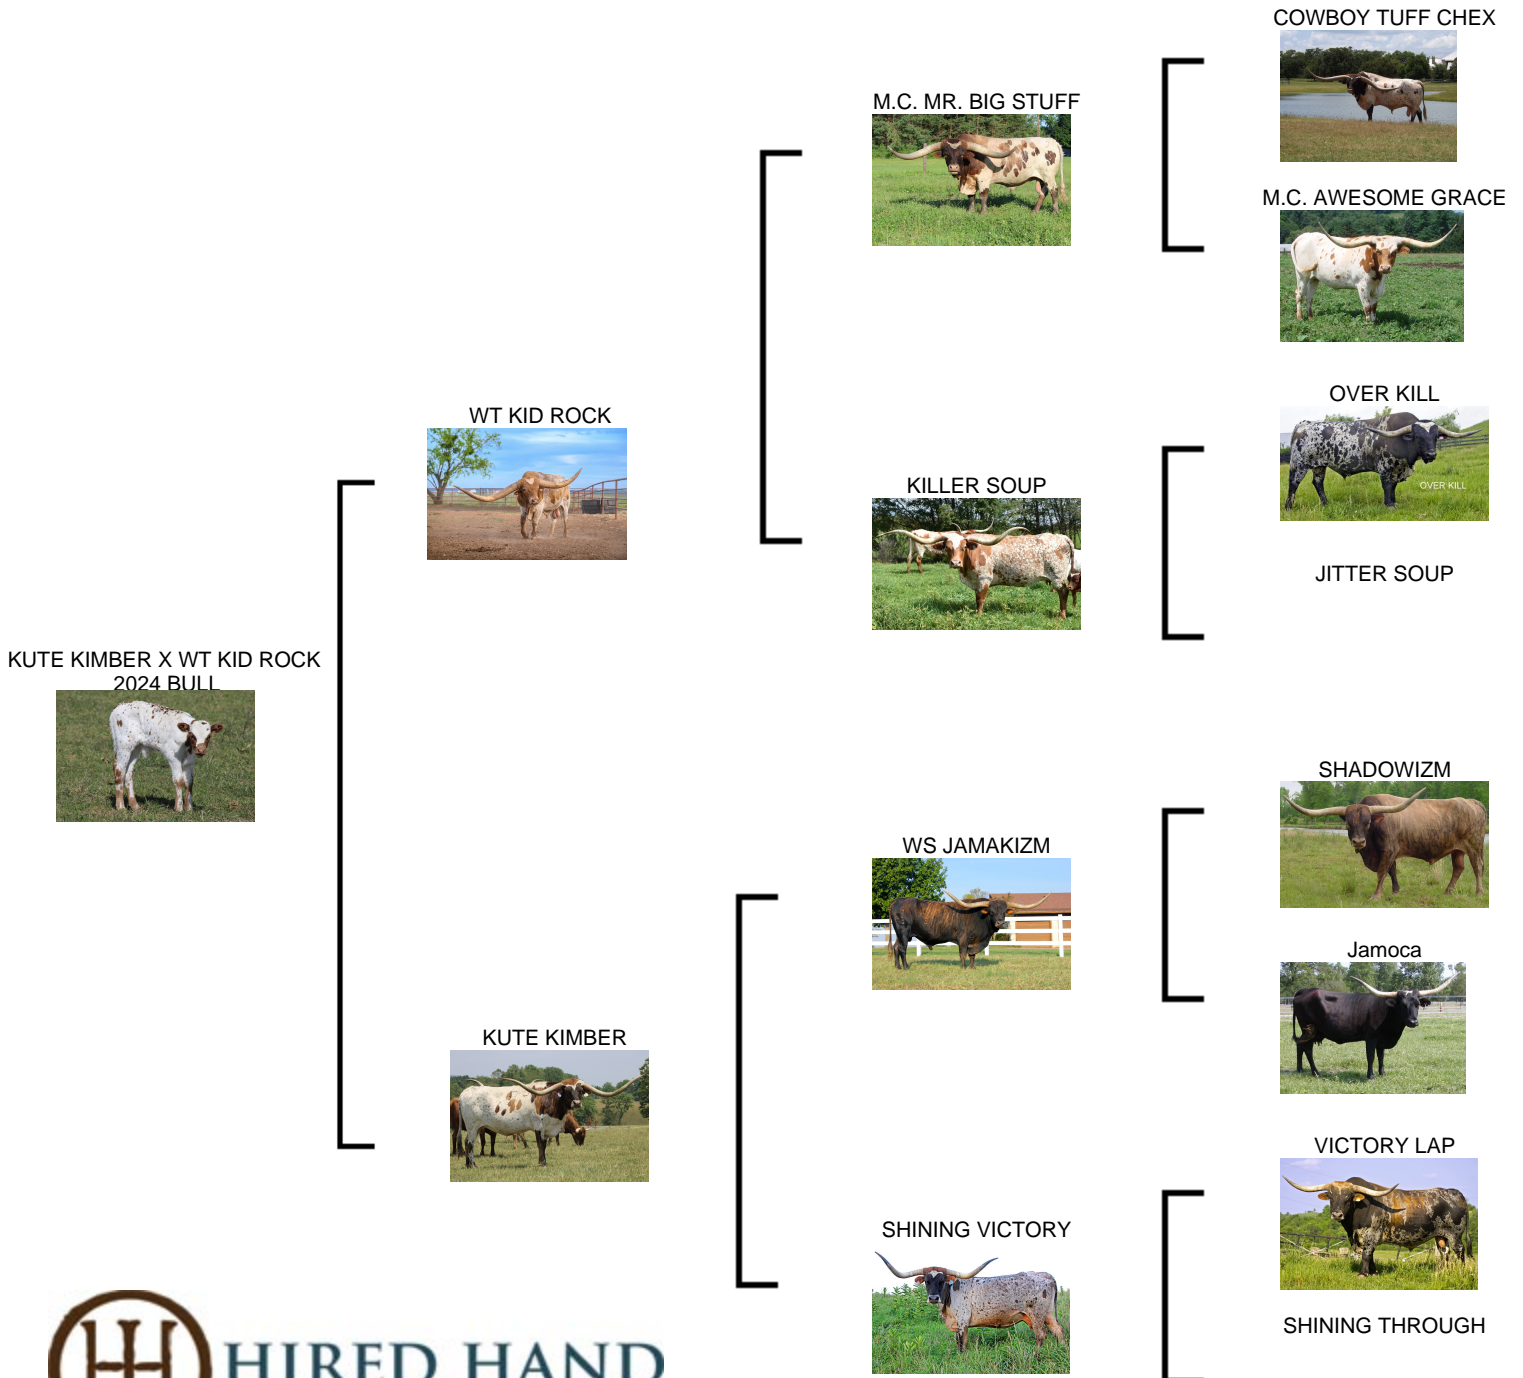 COWBOY TUFF CHEX
M.C. MR. BIG STUFF
M.C. AWESOME GRACE
OVER KILL
WT KID ROCK
KILLER SOUP
OVER KILL
JITTER SOUP
KUTE KIMBER X WT KID ROCK
2024 BULL
SHADOWIZM
WS JAMAKIZM
Jamoca
KUTE KIMBER
VICTORY LAP
SHINING VICTORY
SHINING THROUGH
HIRED HAND